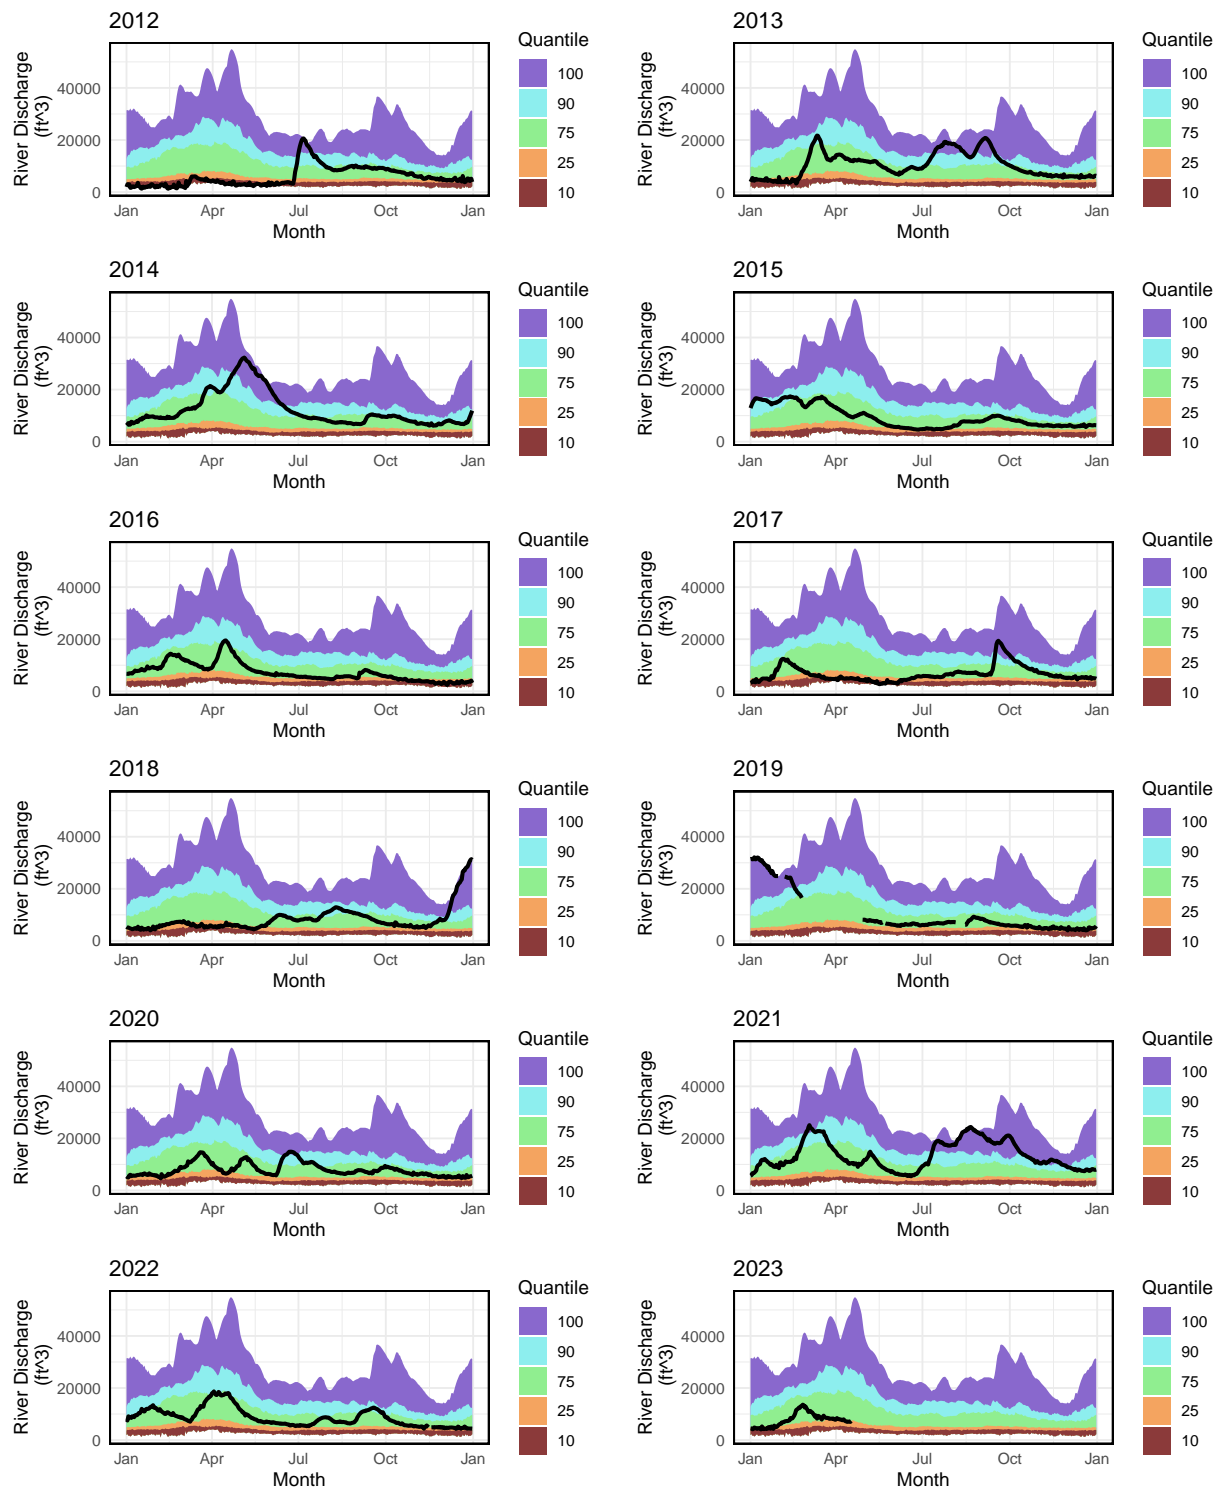 2012
River Discharge
(ft^3)
40000
20000
0
Jan Apr Jul Oct Jan
Month
Quantile
100
90
75
25
10
2013
River Discharge
(ft^3)
40000
20000
0
Jan Apr Jul Oct Jan
Month
Quantile
100
90
75
25
10
2014
River Discharge
(ft^3)
40000
20000
0
Jan Apr Jul Oct Jan
Month
Quantile
100
90
75
25
10
2015
River Discharge
(ft^3)
40000
20000
0
Jan Apr Jul Oct Jan
Month
Quantile
100
90
75
25
10
2016
River Discharge
(ft^3)
40000
20000
0
Jan Apr Jul Oct Jan
Month
Quantile
100
90
75
25
10
2017
River Discharge
(ft^3)
40000
20000
0
Jan Apr Jul Oct Jan
Month
Quantile
100
90
75
25
10
2018
River Discharge
(ft^3)
40000
20000
0
Jan Apr Jul Oct Jan
Month
Quantile
100
90
75
25
10
2019
River Discharge
(ft^3)
40000
20000
0
Jan Apr Jul Oct Jan
Month
Quantile
100
90
75
25
10
2020
River Discharge
(ft^3)
40000
20000
0
Jan Apr Jul Oct Jan
Month
Quantile
100
90
75
25
10
2021
River Discharge
(ft^3)
40000
20000
0
Jan Apr Jul Oct Jan
Month
Quantile
100
90
75
25
10
2022
River Discharge
(ft^3)
40000
20000
0
Jan Apr Jul Oct Jan
Month
Quantile
100
90
75
25
10
2023
River Discharge
(ft^3)
40000
20000
0
Jan Apr Jul Oct Jan
Month
Quantile
100
90
75
25
10